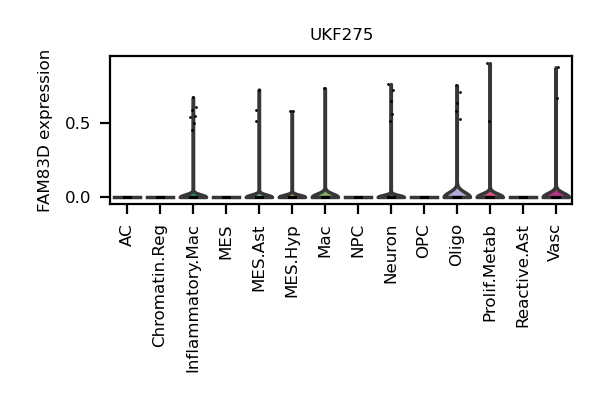 UKF275
FAM83D expression
0.5
0.0
AC
Chromatin.Reg
Inflammatory.Mac
MES
MES.Ast
MES.Hyp
Mac
NPC
Neuron
OPC
Oligo
Prolif.Metab
Reactive.Ast
Vasc